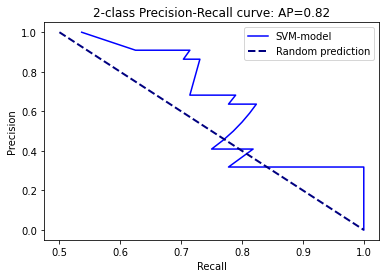 2-class Precision-Recall curve: AP=0.82
SVM-model
Random prediction
Precision
1.0
0.8
0.6
0.4
0.2
0.0
0.5
0.6
0.7
0.8
0.9
1.0
Recall